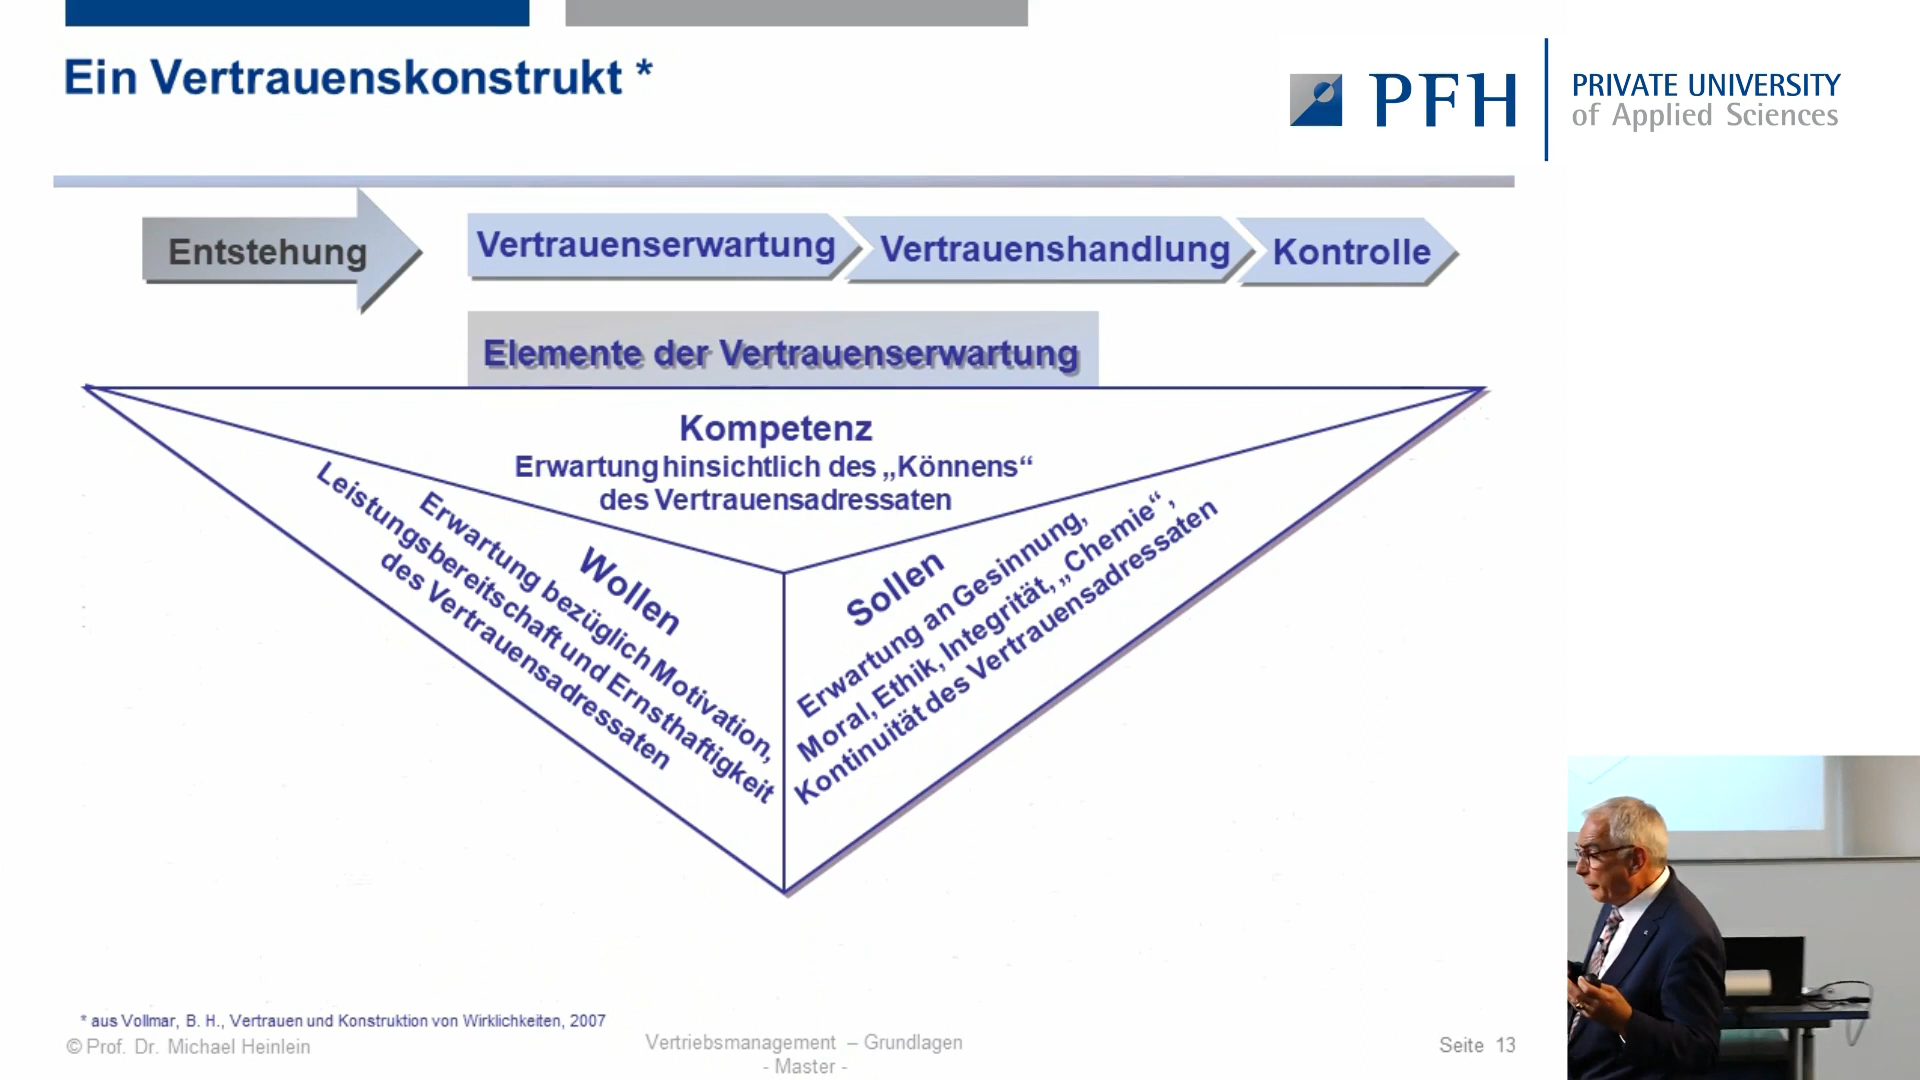 Ein Vertrauenskonstrukt *
PFH
PRIVATE UNIVERSITY
of Applied Sciences
Entstehung
Vertrauenserwartung
Vertrauenshandlung
Kontrolle
Elemente der Vertrauenserwartung
Kompetenz
Erwartung hinsichtlich des „Könnens“
des Vertrauensadressaten
Wollen
Erwartung bezüglich Motivation,
Leistungsbereitschaft und Ernsthaftigkeit
des Vertrauensadressaten
Sollen
Erwartung an Gesinnung,
Moral, Ethik, Integrität, „Chemie“,
Kontinuität des Vertrauensadressaten
* aus Vollmar, B. H., Vertrauen und Konstruktion von Wirklichkeiten, 2007
© Prof. Dr. Michael Heinlein
Vertriebsmanagement – Grundlagen
- Master -
Seite 13